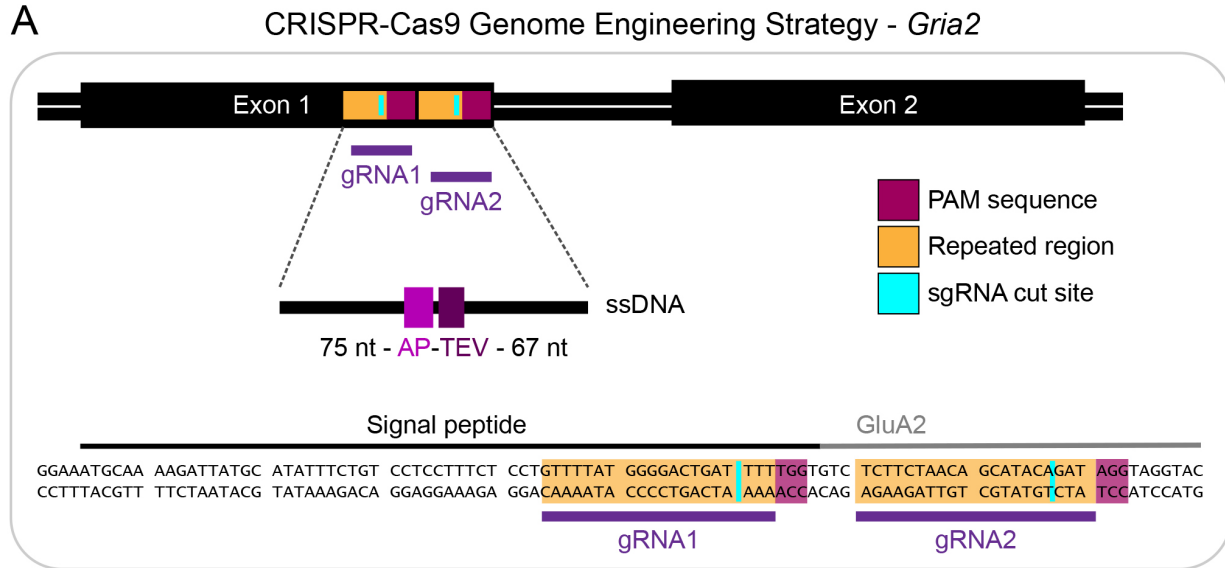 A
CRISPR-Cas9 Genome Engineering Strategy - Gria2
Exon 1
Exon 2
gRNA1
gRNA2
PAM sequence
Repeated region
sgRNA cut site
ssDNA
75 nt - AP-TEV - 67 nt
Signal peptide
GluA2
GGAAATGCAA AAGATTATGC ATATTTCTGT CCTCCTTTCT CCTGTTTTAT GGGGACTGAT TTTTTGGTGTC TCTTCTAACA GCATACAGAT AGGTAGGTAC
CCTTTACGTT TTCTAATACG TATAAAGACA GGAGGAAAGA GGACAAAATA CCCCTGACTA AAAACCACAG AGAAGATTGT CGTATGTCTA TCCATCCATG
gRNA1
gRNA2